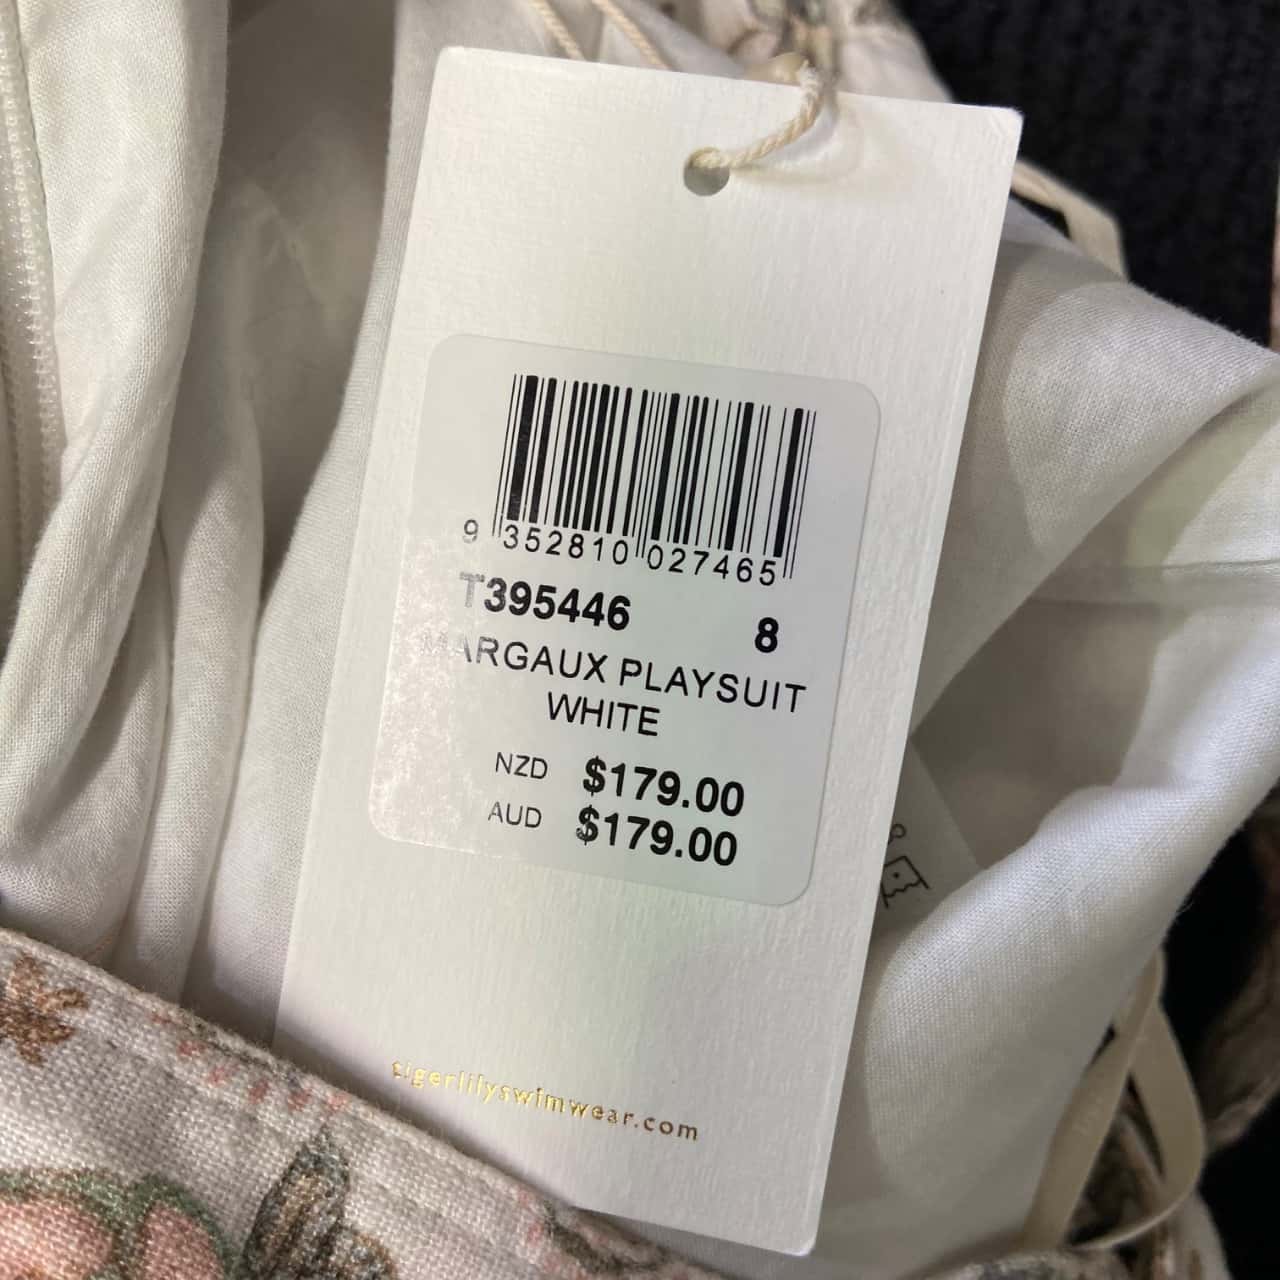 9 352810 027465
T395446 8
MARGAUX PLAYSUIT
WHITE
NZD $179.00
AUD $179.00
tigerlilyswimwear.com